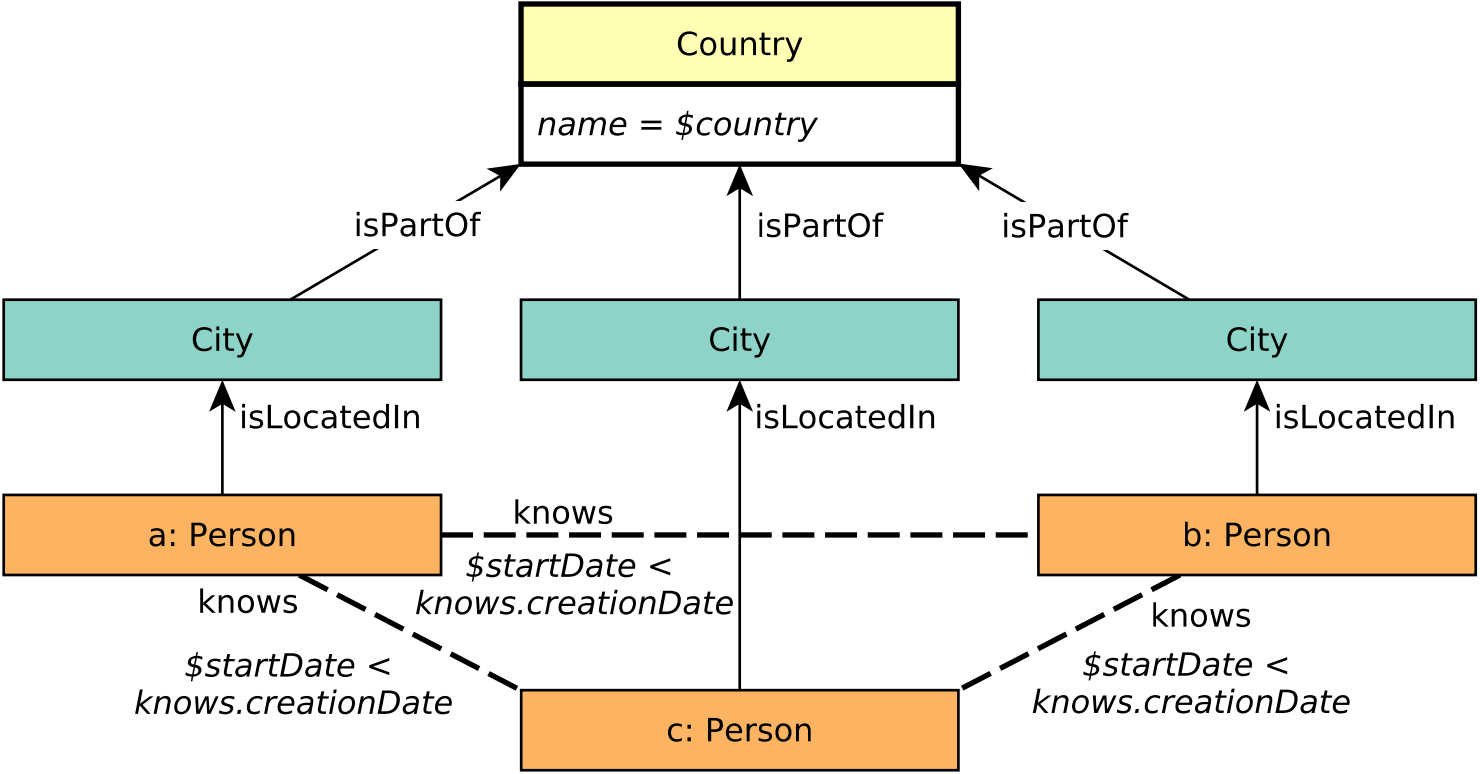 Country
name = $country
isPartOf
isPartOf
isPartOf
City
City
City
isLocatedIn
isLocatedIn
isLocatedIn
a: Person
knows
b: Person
$startDate <
knows.creationDate
knows
knows
$startDate <
knows.creationDate
$startDate <
knows.creationDate
c: Person